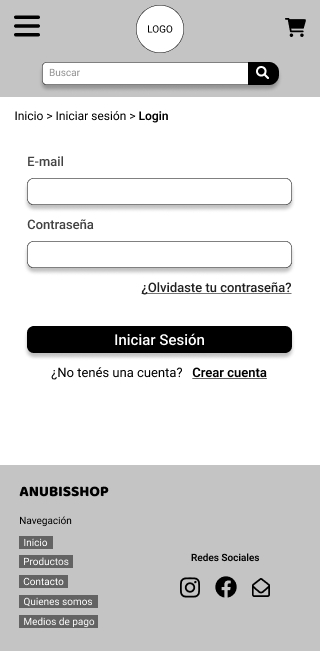 LOGO
Buscar
Inicio > Iniciar sesión > Login
E-mail
Contraseña
¿Olvidaste tu contraseña?
Iniciar Sesión
¿No tenés una cuenta? Crear cuenta
ANUBISSHOP
Navegación
Inicio
Productos
Contacto
Quienes somos
Medios de pago
Redes Sociales